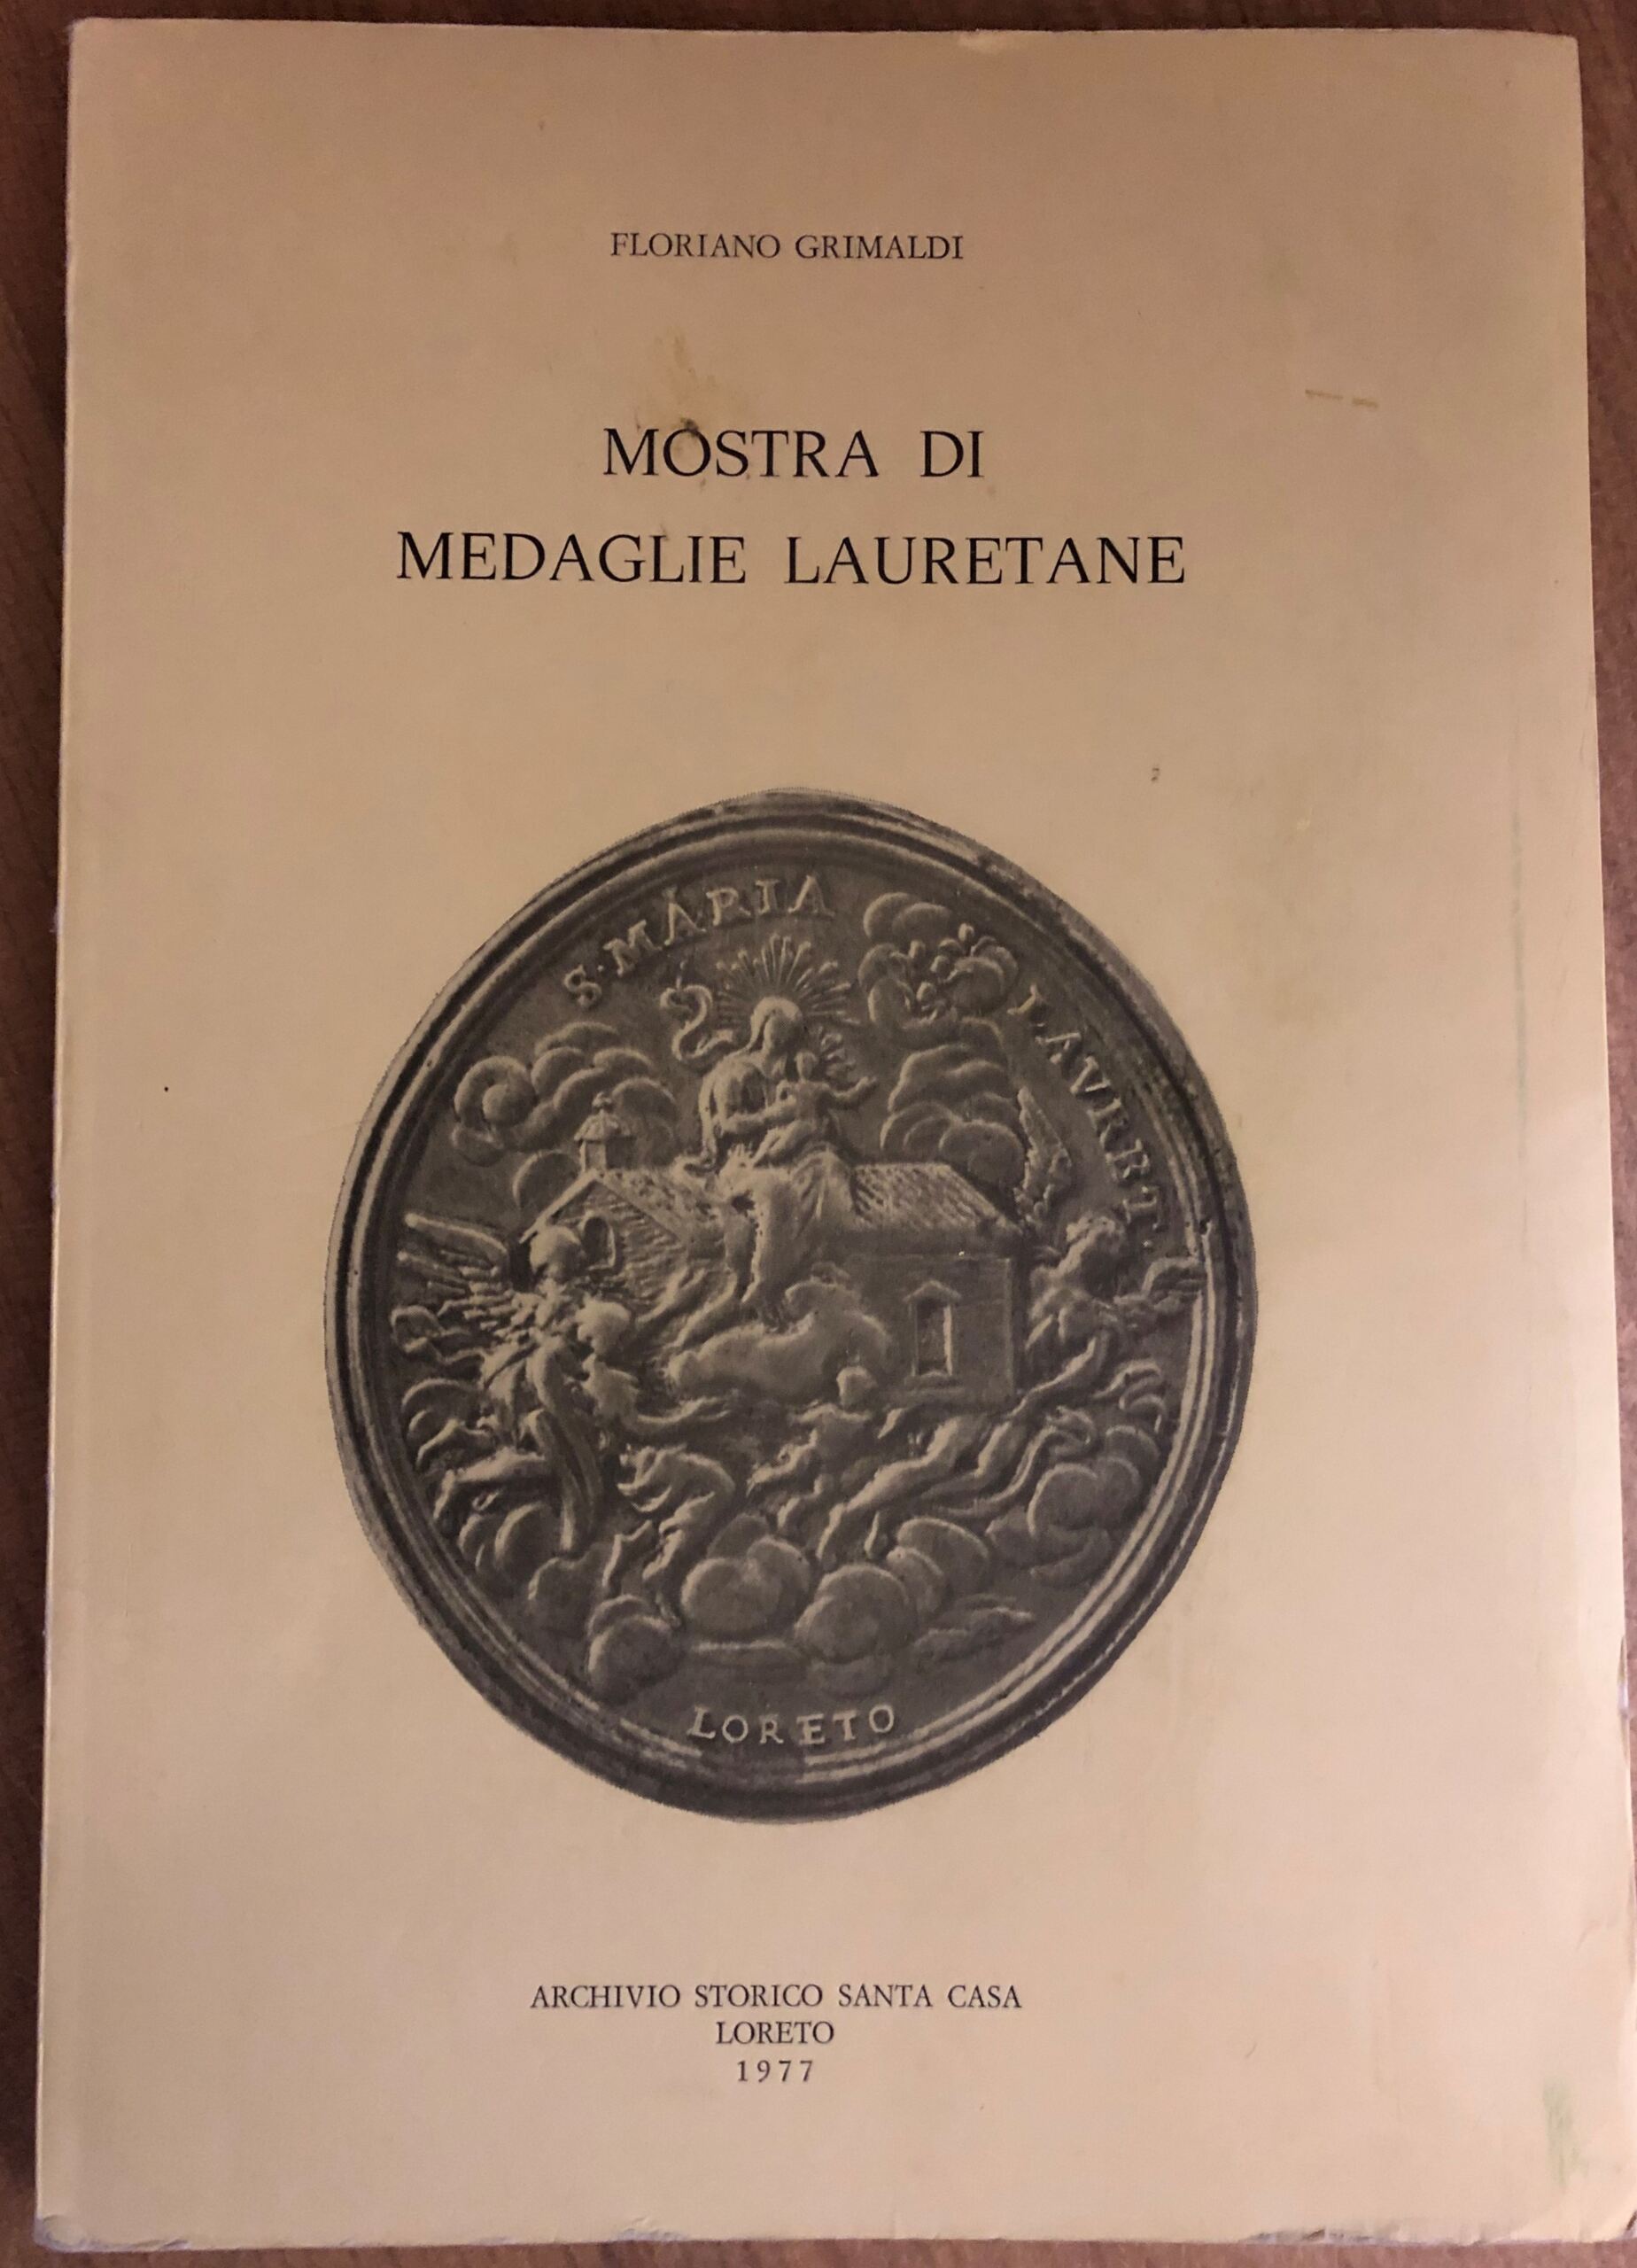 FLORIANO GRIMALDI
MOSTRA DI
MEDAGLIE LAURETANE
S·MARIA LAVRET.
LORETO
ARCHIVIO STORICO SANTA CASA
LORETO
1977